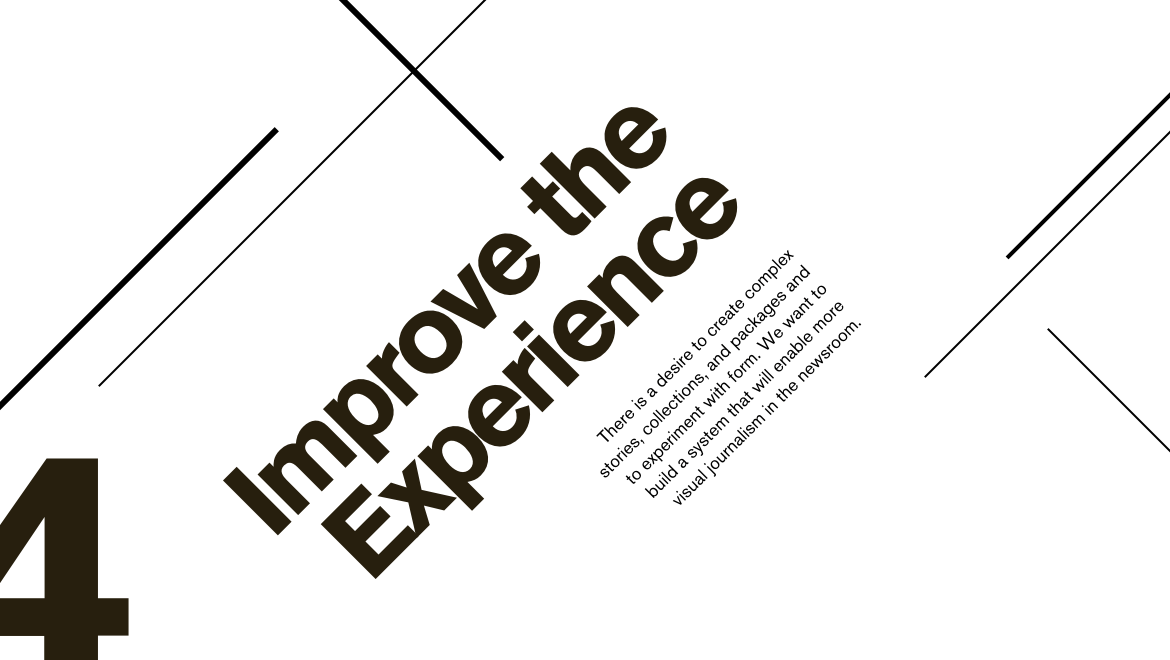 4
Improve the
Experience
There is a desire to create complex
stories, collections, and packages and
to experiment with form. We want to
build a system that will enable more
visual journalism in the newsroom.